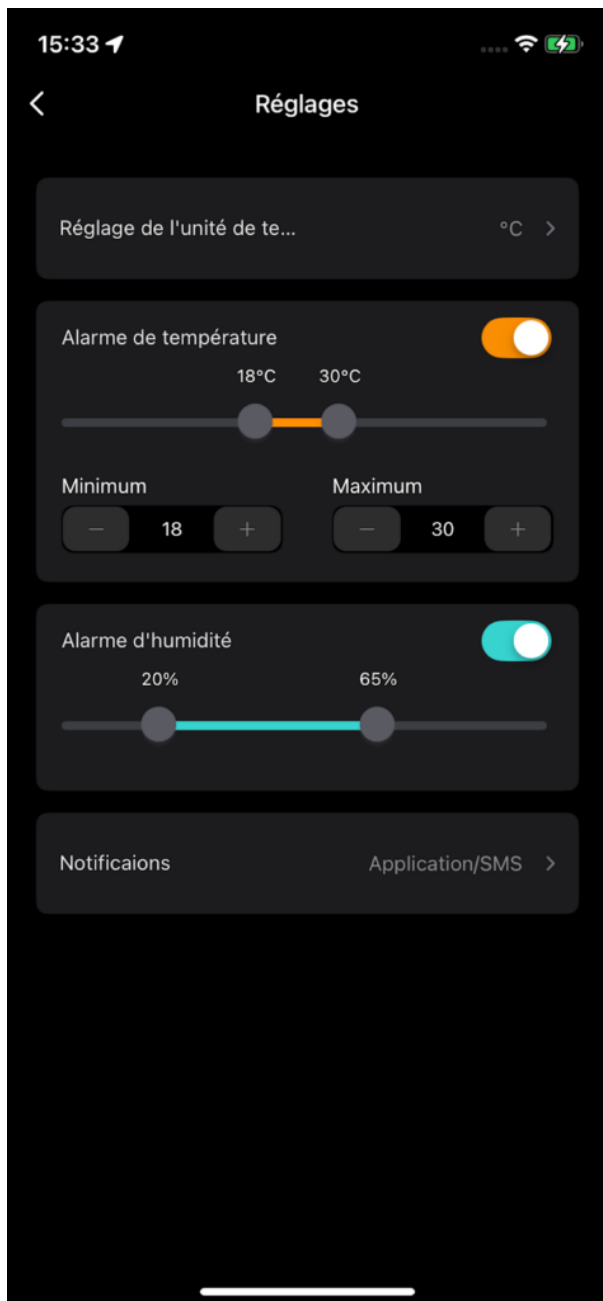 15:33
Réglages
Réglage de l'unité de te... °C
Alarme de température
18°C 30°C
Minimum Maximum
− 18 + − 30 +
Alarme d'humidité
20% 65%
Notificaions Application/SMS